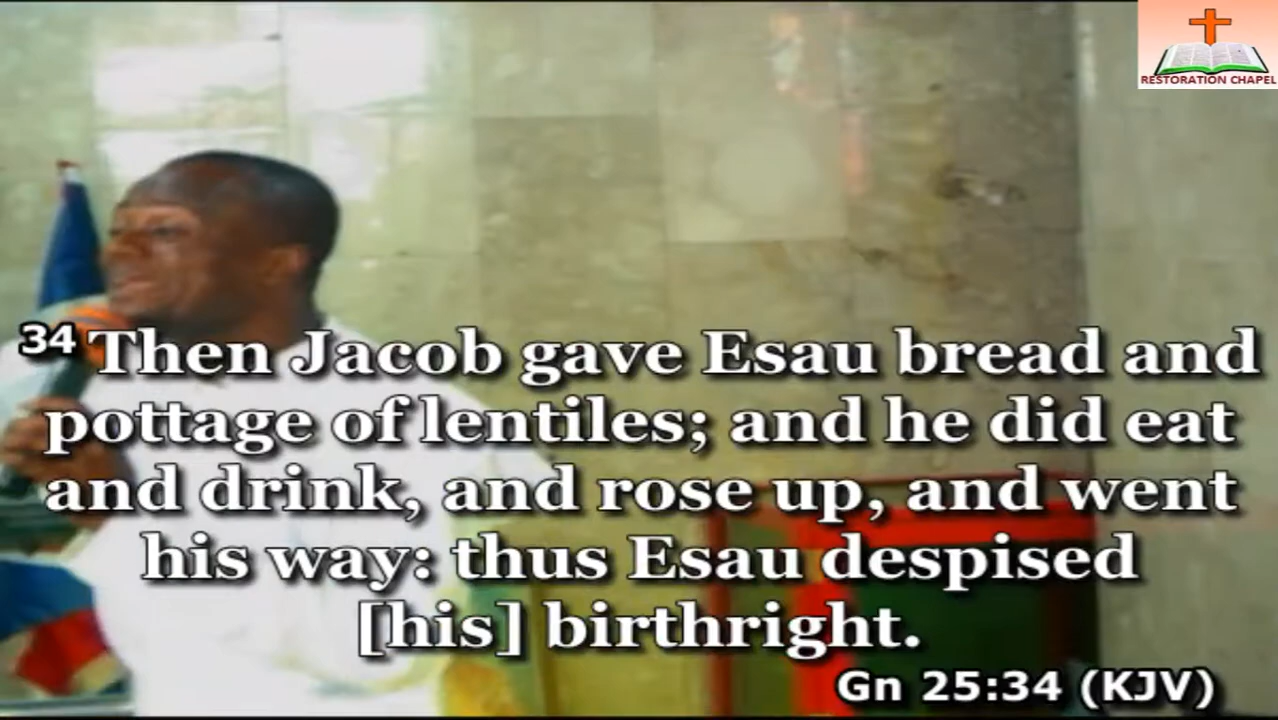 RESTORATION CHAPEL
34 Then Jacob gave Esau bread and
pottage of lentiles; and he did eat
and drink, and rose up, and went
his way: thus Esau despised
[his] birthright.
Gn 25:34 (KJV)